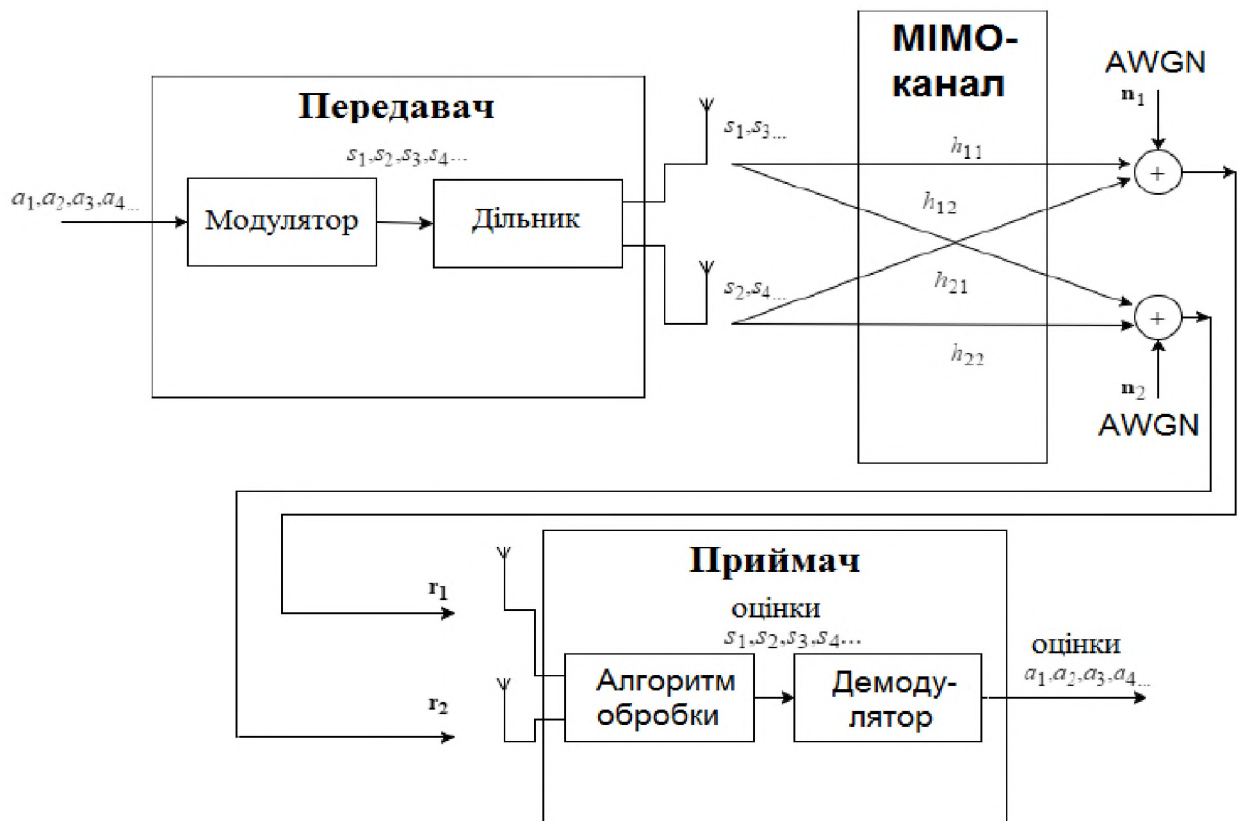 Передавач
s1,s2,s3,s4...
a1,a2,a3,a4...
Модулятор
Дільник
s1,s3...
s2,s4...
MIMO-
канал
h11
h12
h21
h22
AWGN
n1
+
+
n2
AWGN
Приймач
r1
r2
оцінки
s1,s2,s3,s4...
Алгоритм
обробки
Демоду-
лятор
оцінки
a1,a2,a3,a4...